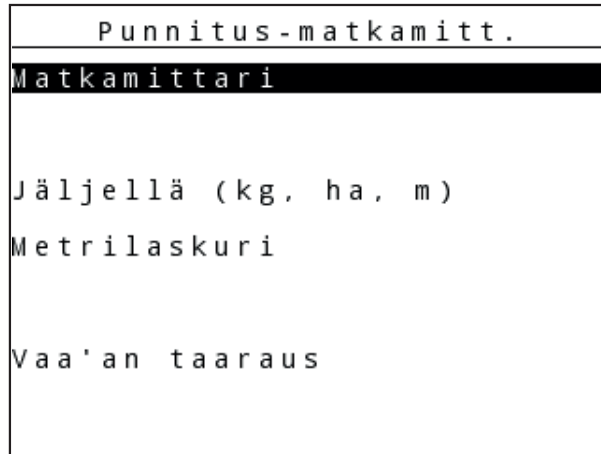 Punnitus-matkamitt.
Matkamittari
Jäljellä (kg, ha, m)
Metrilaskuri
Vaa'an taaraus